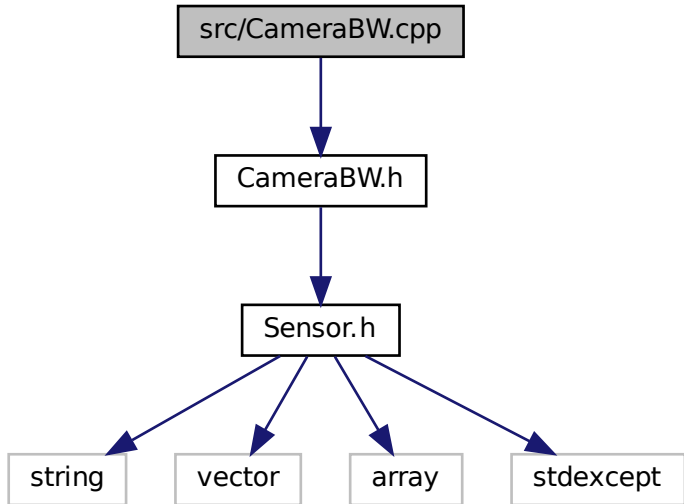 src/CameraBW.cpp
CameraBW.h
Sensor.h
string
vector
array
stdexcept